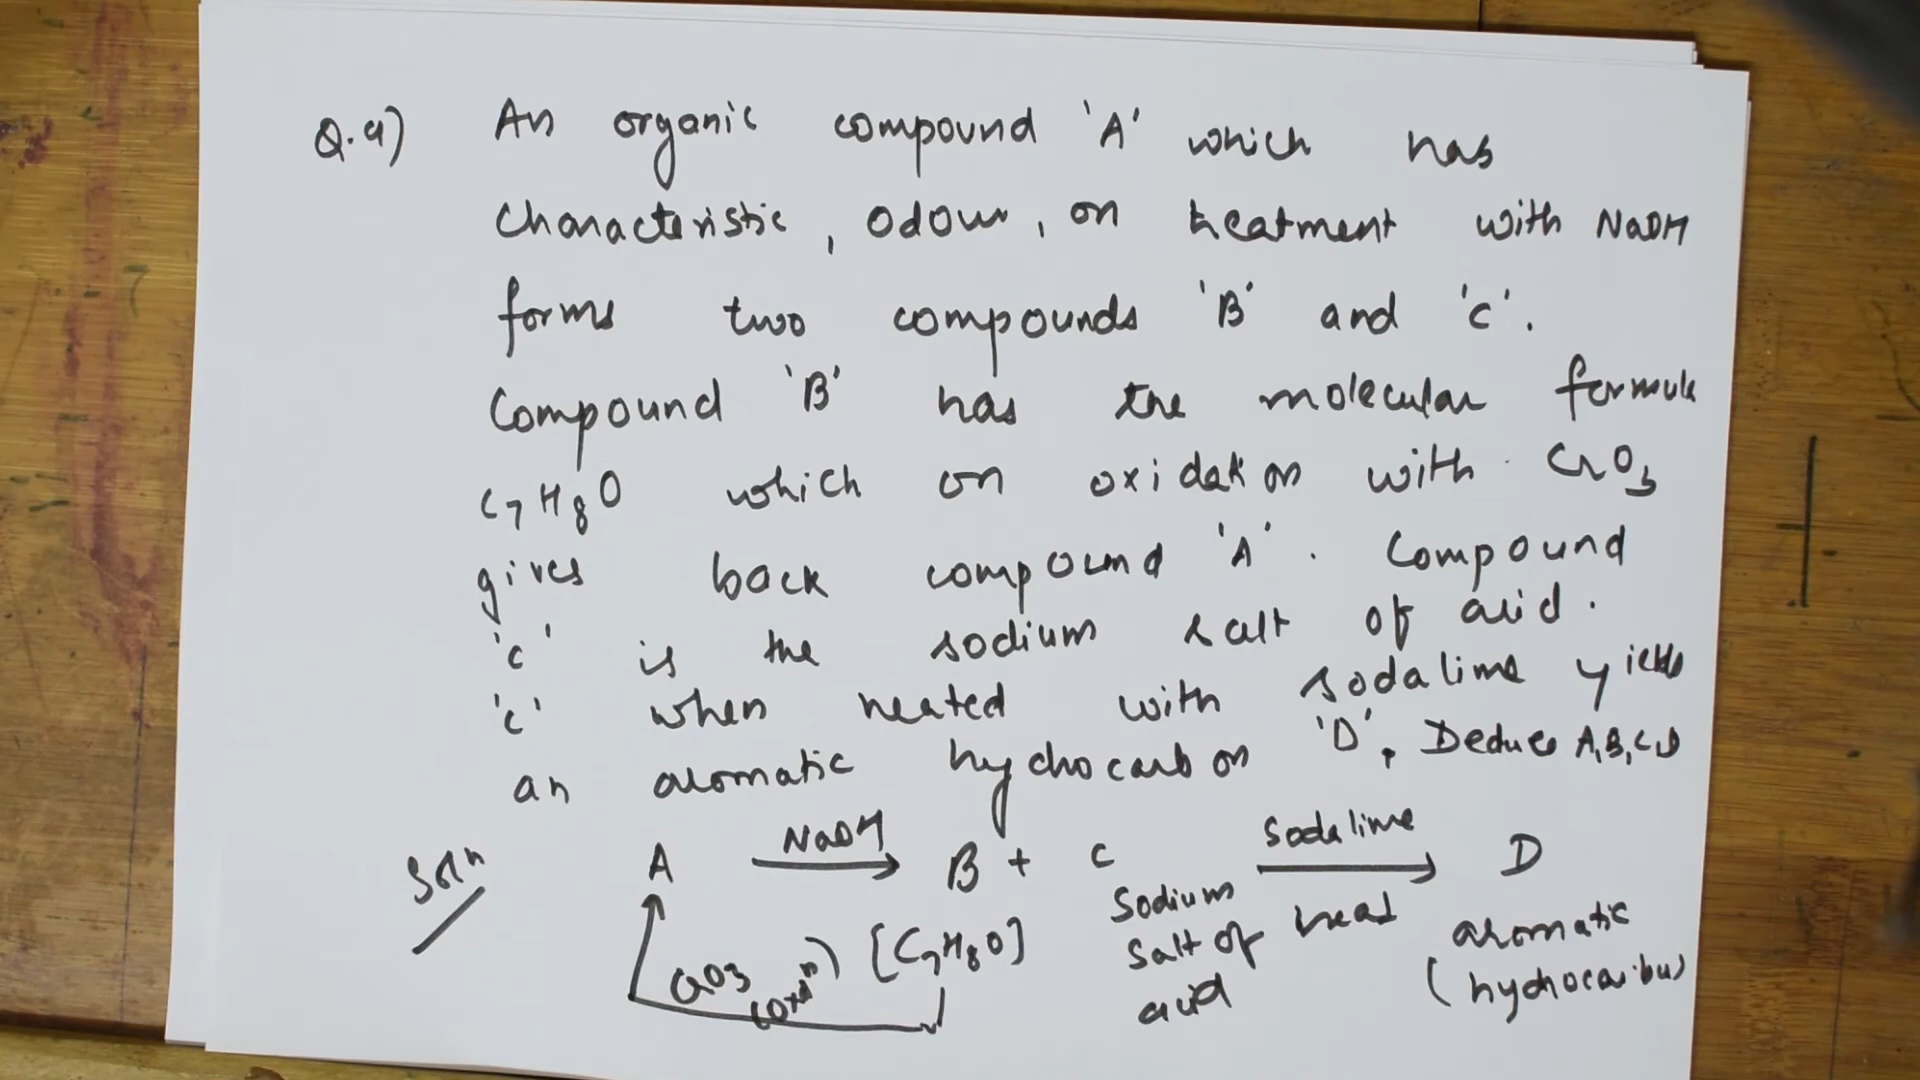 Q.9) An organic compound 'A' which has
characteristic, odour, on treatment with NaOH
forms two compounds 'B' and 'C'.
Compound 'B' has the molecular formula
C7H8O which on oxidation with CrO3
gives back compound 'A'. Compound
'C' is the sodium salt of acid.
'C' when heated with sodalime yields
an aromatic hydrocarbon 'D'. Deduce A,B,C,D
Soln A NaOH B + C Sodalime D
CrO3 (oxdn) [C7H8O] Sodium salt of acid heat aromatic (hydrocarbon)